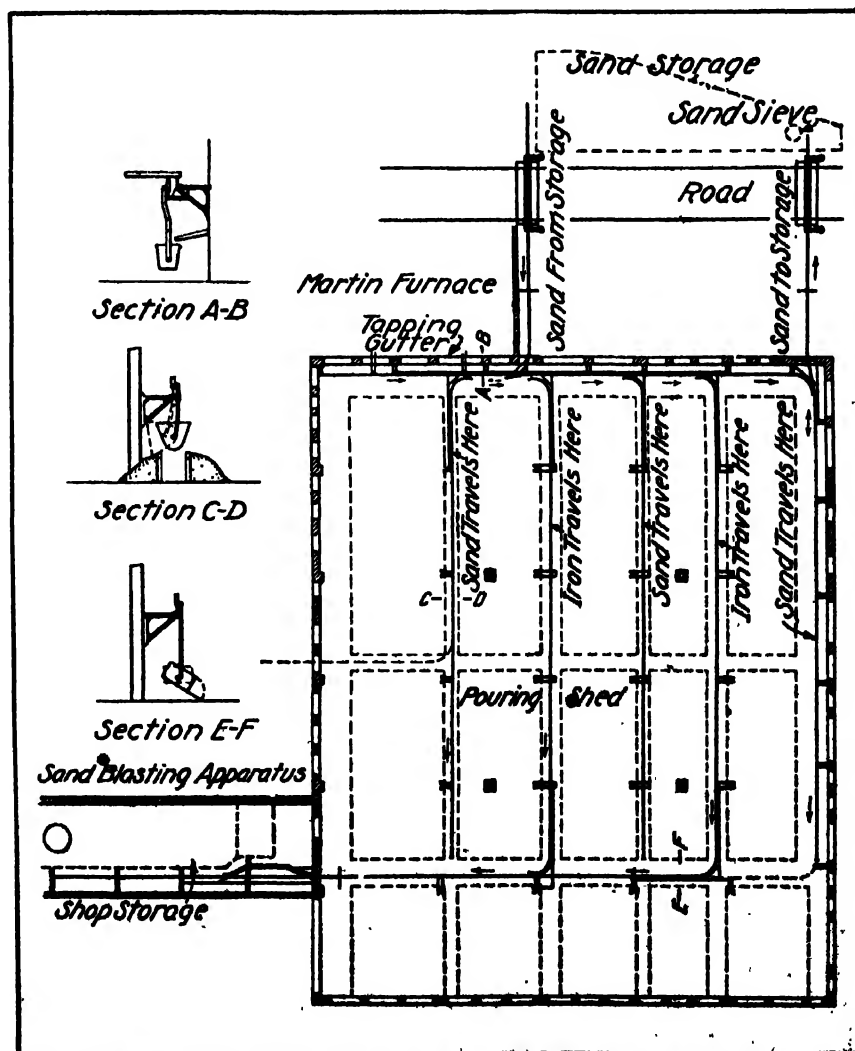 Sand Storage
Sand Sieve
Road
Sand From Storage
Sand to Storage
Section A-B
Martin Furnace
Tapping
Gutter
A--B
Section C-D
Sand Travels Here
Iron Travels Here
Sand Travels Here
Iron Travels Here
Sand Travels Here
C- -D
Pouring Shed
Section E-F
Sand Blasting Apparatus
E--F
Shop Storage